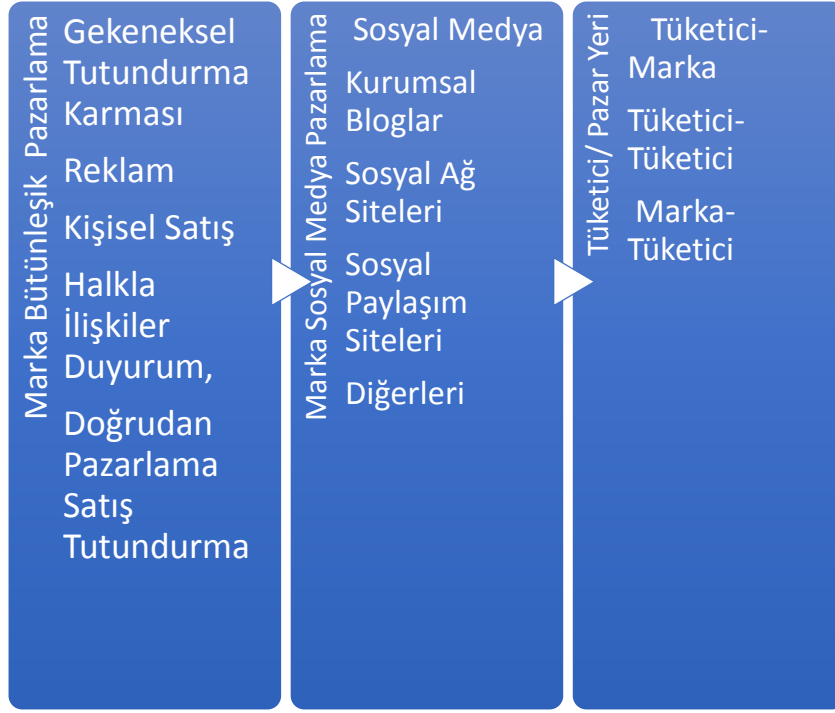 Marka Bütünleşik Pazarlama
Gekeneksel
Tutundurma
Karması
Reklam
Kişisel Satış
Halkla
İlişkiler
Duyurum,
Doğrudan
Pazarlama
Satış
Tutundurma
Marka Sosyal Medya Pazarlama
Sosyal Medya
Kurumsal
Bloglar
Sosyal Ağ
Siteleri
Sosyal
Paylaşım
Siteleri
Diğerleri
Tüketici/ Pazar Yeri
Tüketici-
Marka
Tüketici-
Tüketici
Marka-
Tüketici